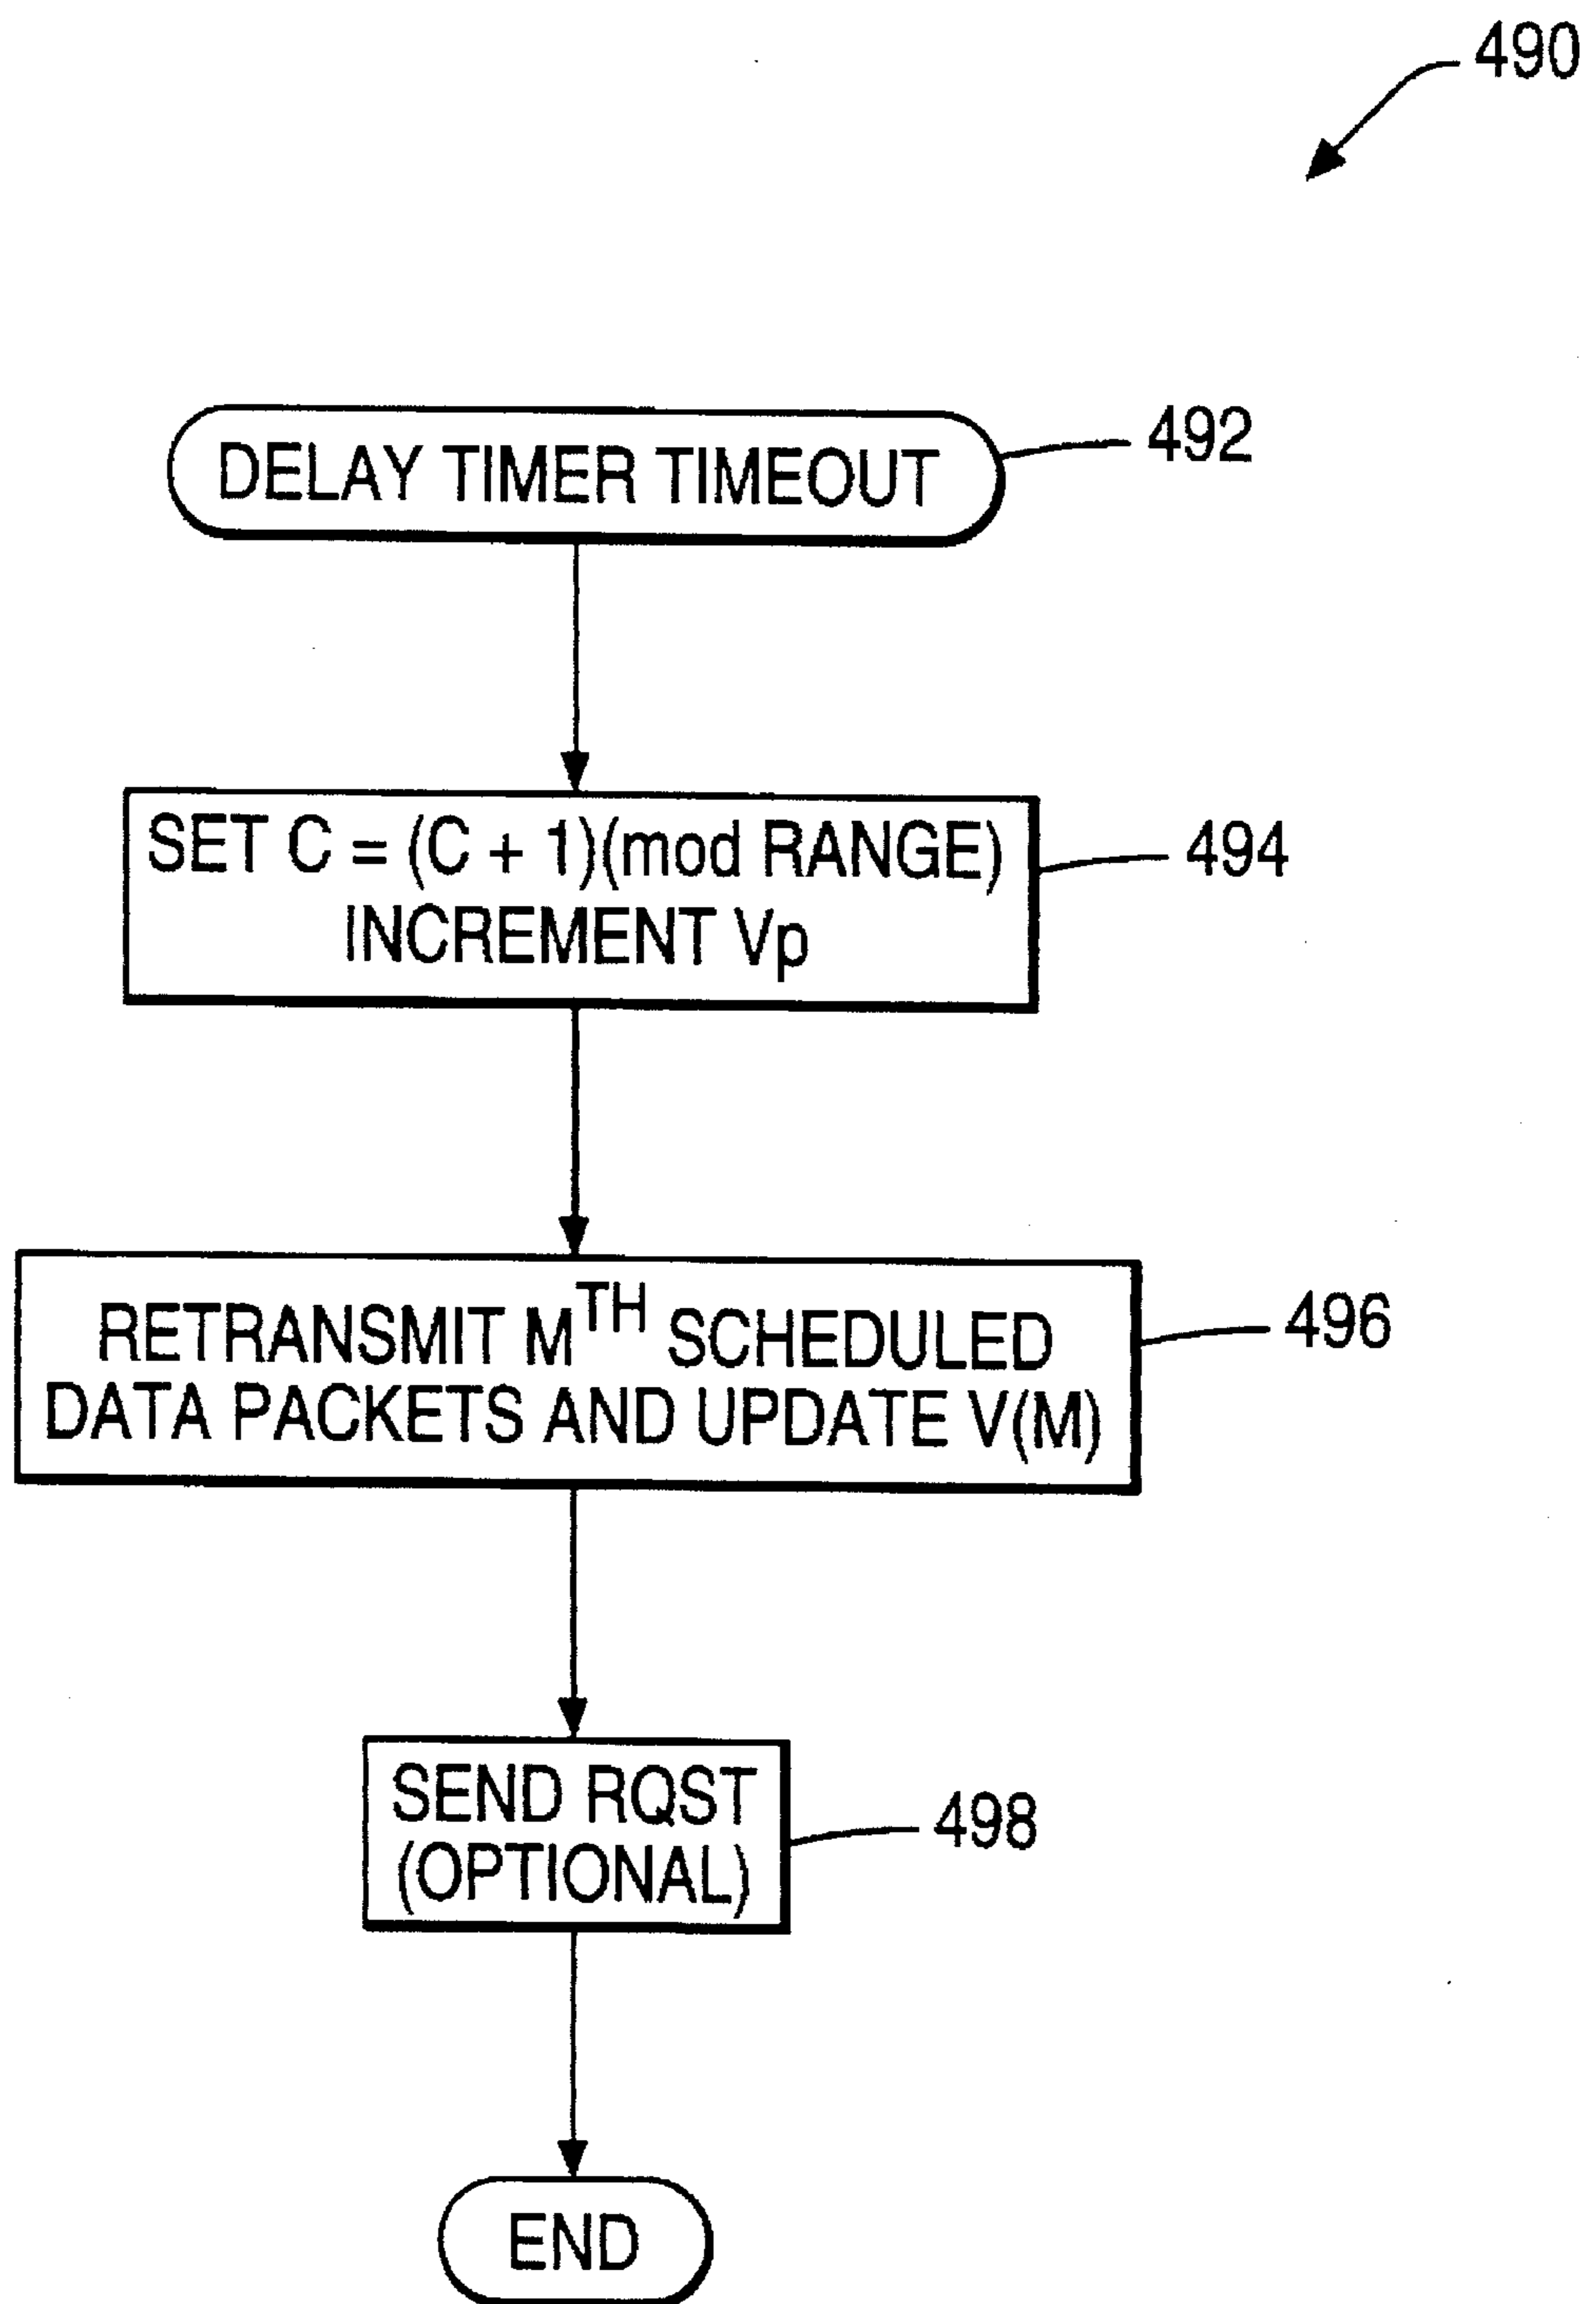 490
DELAY TIMER TIMEOUT
492
SET C = (C + 1)(mod RANGE)
INCREMENT Vp
494
RETRANSMIT M^TH SCHEDULED
DATA PACKETS AND UPDATE V(M)
496
SEND RQST
(OPTIONAL)
498
END